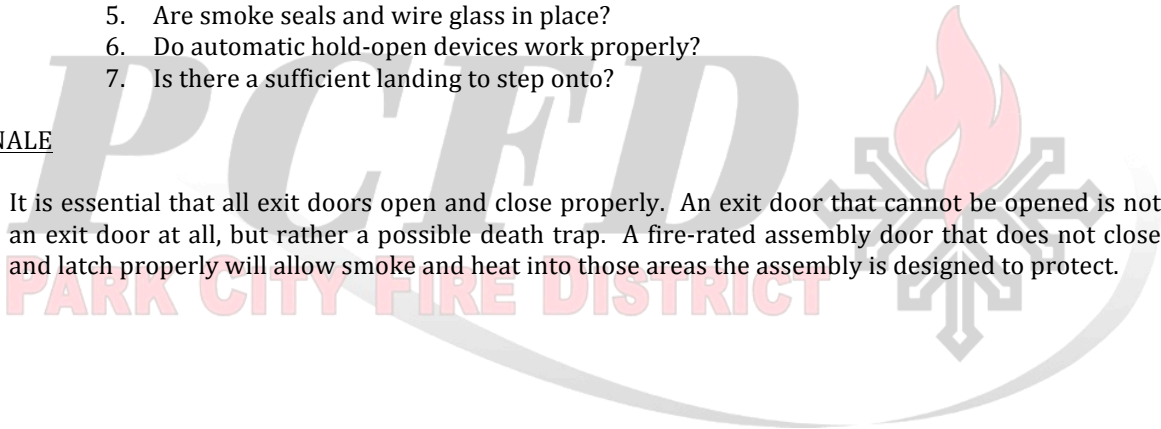 5. Are smoke seals and wire glass in place?
6. Do automatic hold-open devices work properly?
7. Is there a sufficient landing to step onto?
NALE
It is essential that all exit doors open and close properly. An exit door that cannot be opened is not
an exit door at all, but rather a possible death trap. A fire-rated assembly door that does not close
and latch properly will allow smoke and heat into those areas the assembly is designed to protect.
PCFD
PARK CITY FIRE DISTRICT